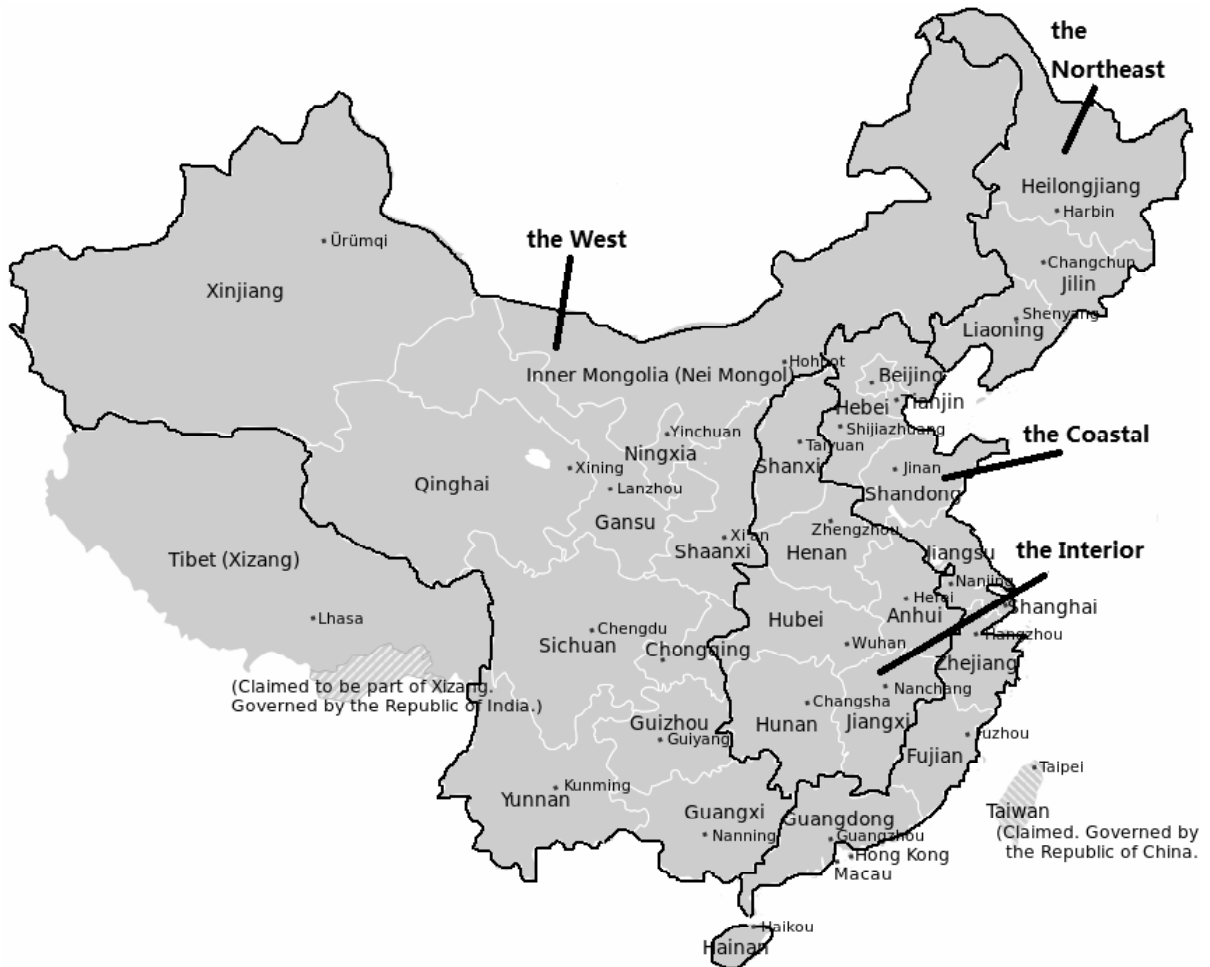 the
Northeast
Heilongjiang
Harbin
the West
Ürümqi
Changchun
Jilin
Xinjiang
Shenyang
Liaoning
Hohhot
Inner Mongolia (Nei Mongol)
Beijing
Hebei
Tianjin
Shijiazhuang
Yinchuan
the Coastal
Taiyuan
Ningxia
Xining
Shanxi
Jinan
Qinghai
Lanzhou
Shandong
Gansu
Zhengzhou
Xi'an
Shaanxi
Henan
Jiangsu
the Interior
Tibet (Xizang)
Nanjing
Hefei
Shanghai
Lhasa
Hubei
Anhui
Chengdu
Hangzhou
Sichuan
Wuhan
Chongqing
Zhejiang
(Claimed to be part of Xizang.
Governed by the Republic of India.)
Nanchang
Changsha
Guizhou
Hunan
Jiangxi
Guiyang
Fuzhou
Fujian
Taipei
Kunming
Yunnan
Guangxi
Taiwan
Guangdong
(Claimed. Governed by
the Republic of China.
Nanning
Guangzhou
Hong Kong
Macau
Haikou
Hainan